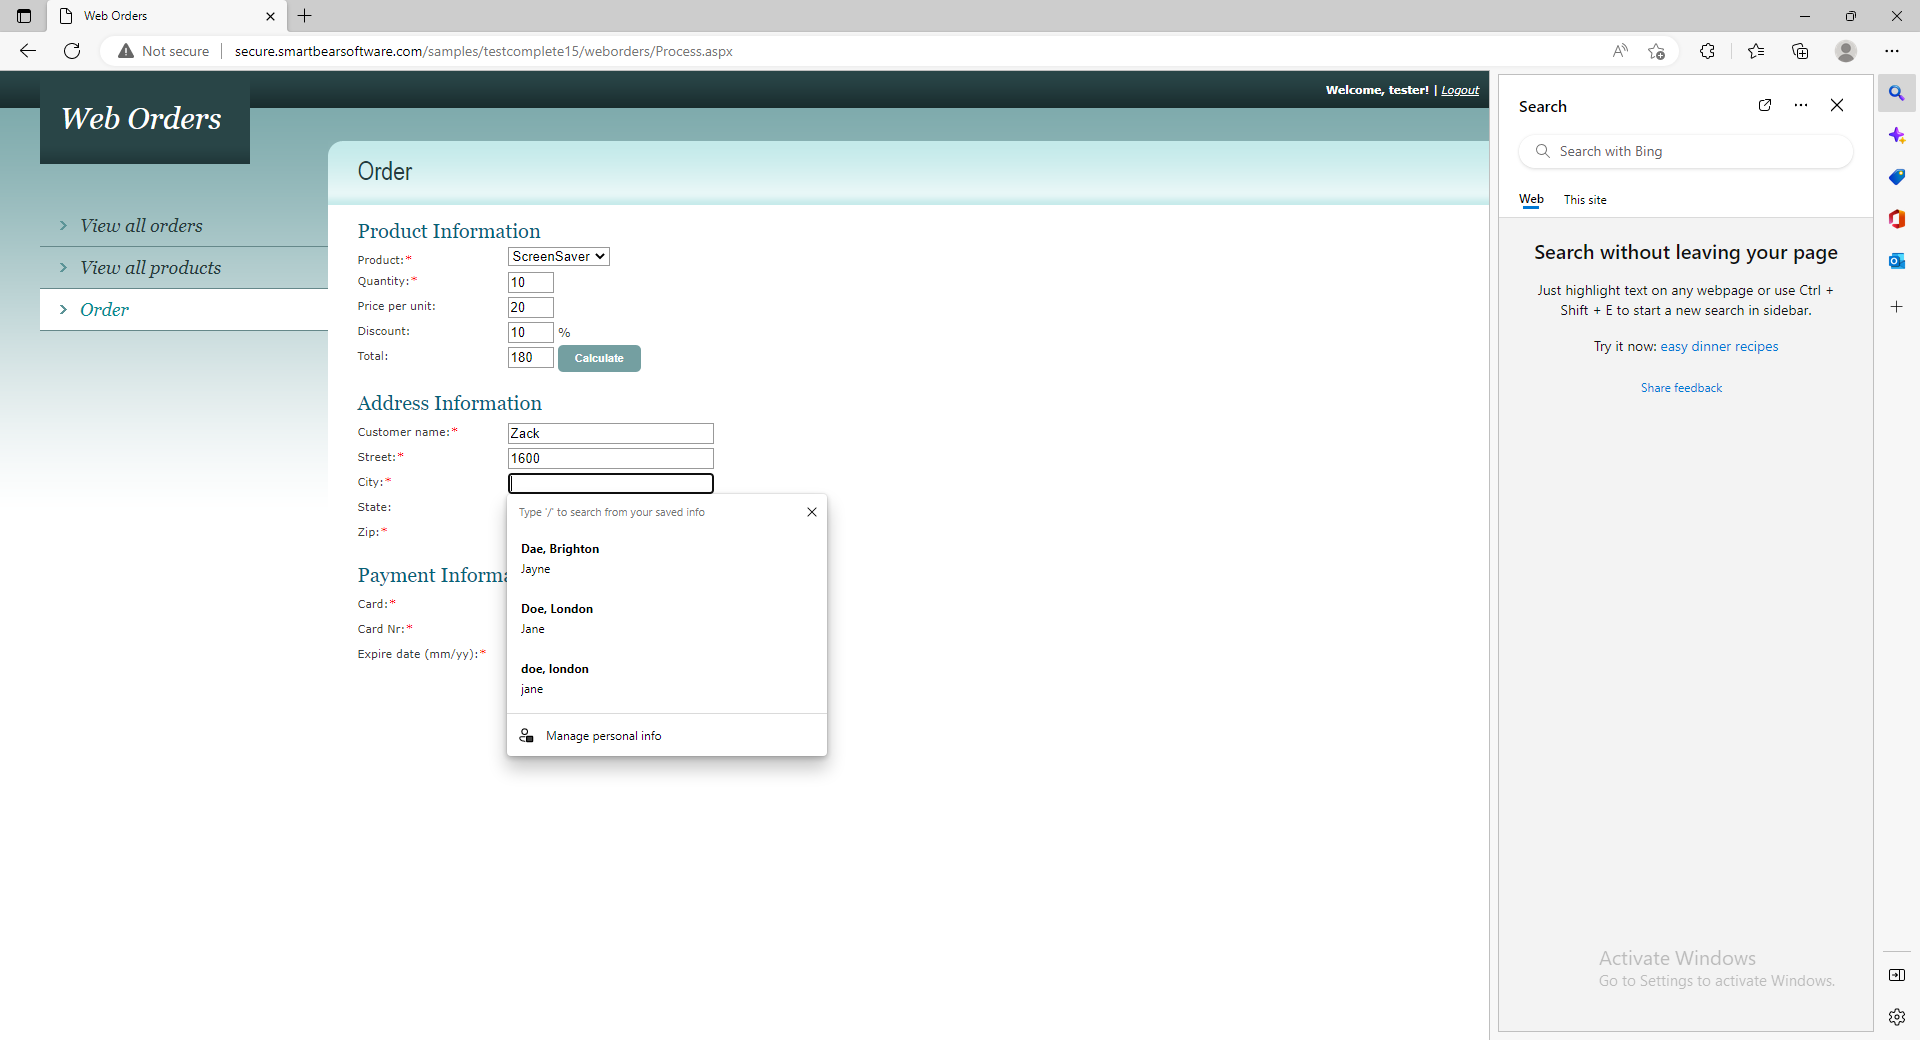 Web Orders
Not secure
secure.smartbearsoftware.com/samples/testcomplete15/weborders/Process.aspx
Web Orders
Welcome, tester! | Logout
View all orders
View all products
Order
Order
Product Information
Product:*
ScreenSaver
Quantity:*
10
Price per unit:
20
Discount:
10
%
Total:
180
Calculate
Address Information
Customer name:*
Zack
Street:*
1600
City:*
State:
Zip:*
Type '/' to search from your saved info
Dae, Brighton
Jayne
Doe, London
Jane
doe, london
jane
Manage personal info
Payment Informa
Card:*
Card Nr:*
Expire date (mm/yy):*
Search
Search with Bing
Web
This site
Search without leaving your page
Just highlight text on any webpage or use Ctrl +
Shift + E to start a new search in sidebar.
Try it now: easy dinner recipes
Share feedback
Activate Windows
Go to Settings to activate Windows.